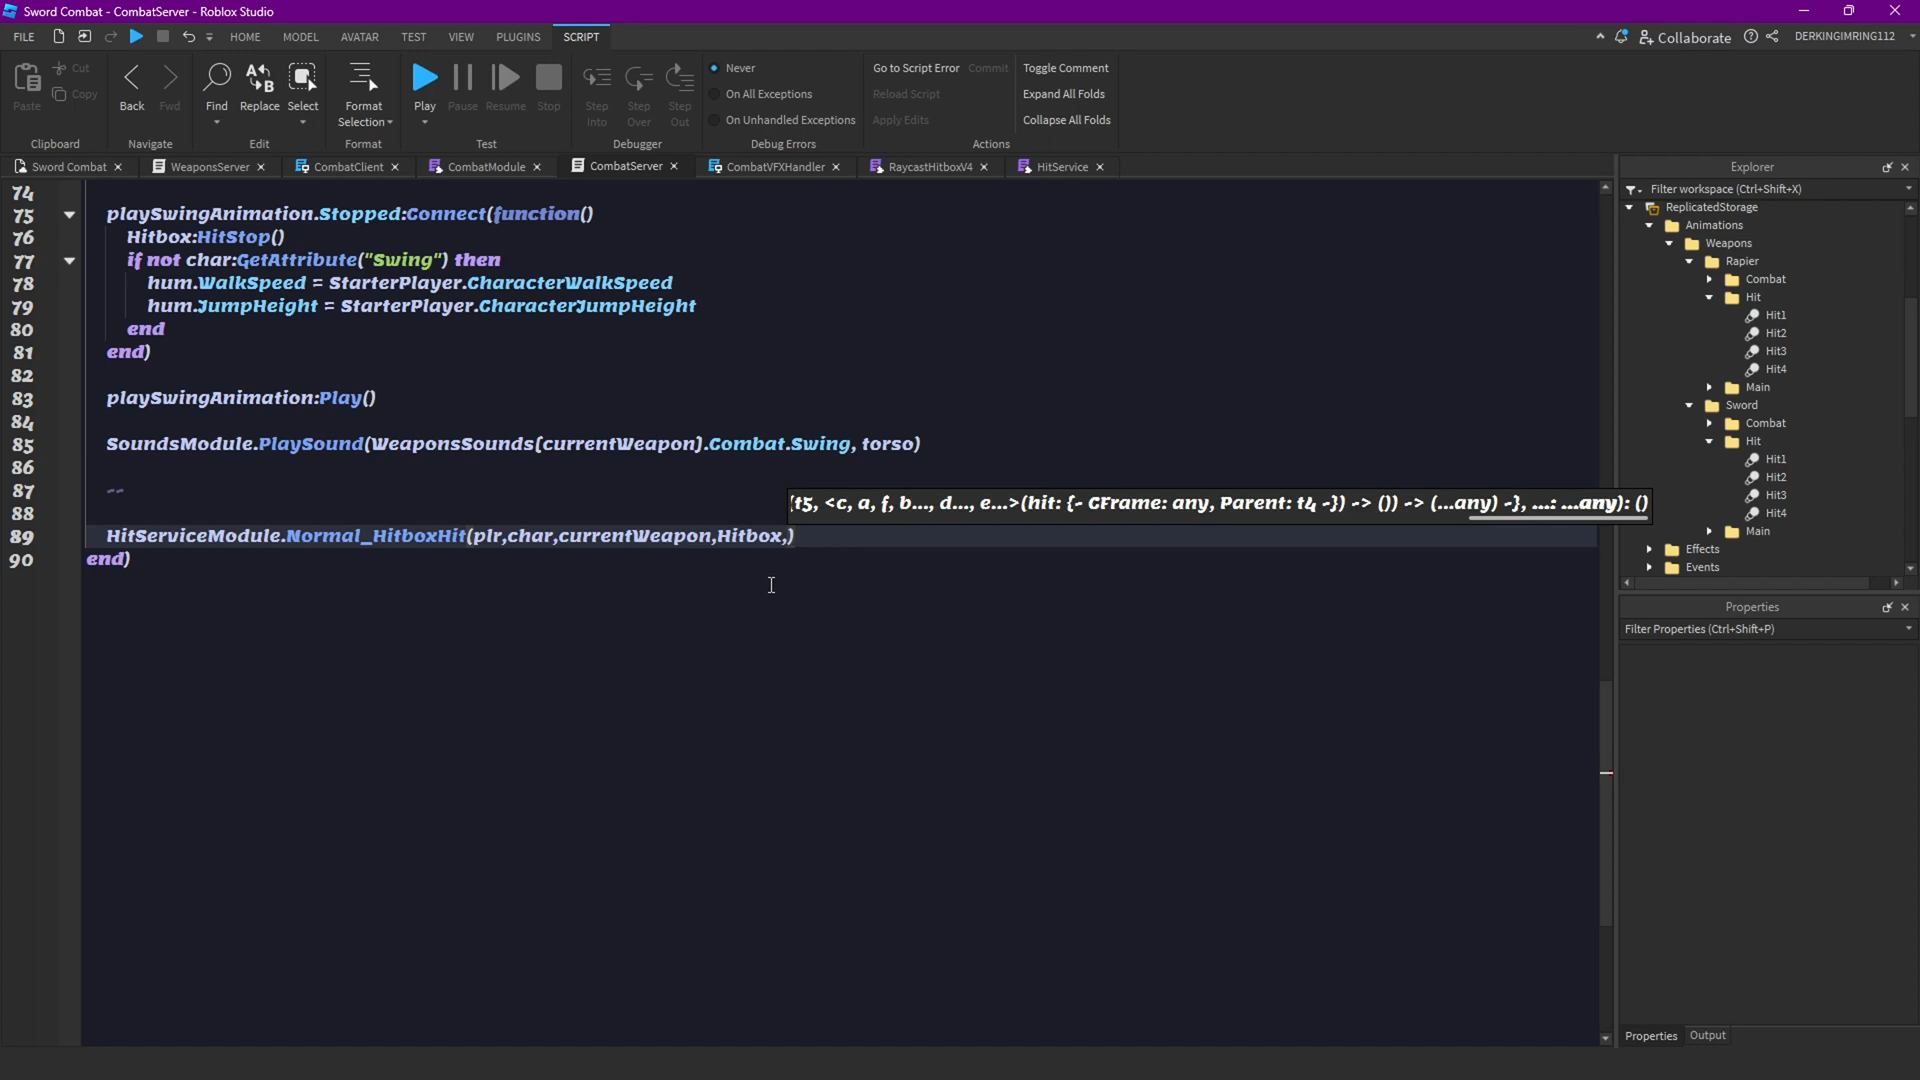 Sword Combat - CombatServer - Roblox Studio
FILE HOME MODEL AVATAR TEST VIEW PLUGINS SCRIPT Collaborate DERKINGIMRING112
Paste Cut Copy Back Fwd Find Replace Select Format Selection Play Pause Resume Stop Step Into Step Over Step Out
Never
On All Exceptions
On Unhandled Exceptions
Go to Script Error Commit
Reload Script
Apply Edits
Toggle Comment
Expand All Folds
Collapse All Folds
Clipboard Navigate Edit Format Test Debugger Debug Errors Actions
Sword Combat WeaponsServer CombatClient CombatModule CombatServer CombatVFXHandler RaycastHitboxV4 HitService
74
75 playSwingAnimation.Stopped:Connect(function()
76 Hitbox:HitStop()
77 if not char:GetAttribute("Swing") then
78 hum.WalkSpeed = StarterPlayer.CharacterWalkSpeed
79 hum.JumpHeight = StarterPlayer.CharacterJumpHeight
80 end
81 end)
82
83 playSwingAnimation:Play()
84
85 SoundsModule.PlaySound(WeaponsSounds[currentWeapon].Combat.Swing, torso)
86
87 --
(t5, <c, a, f, b..., d..., e...>(hit: {- CFrame: any, Parent: t4 -}) -> ()) -> (...any) -}, ...: ...any): ()
88
89 HitServiceModule.Normal_HitboxHit(plr,char,currentWeapon,Hitbox,)
90 end)
Explorer
Filter workspace (Ctrl+Shift+X)
ReplicatedStorage
Animations
Weapons
Rapier
Combat
Hit
Hit1
Hit2
Hit3
Hit4
Main
Sword
Combat
Hit
Hit1
Hit2
Hit3
Hit4
Main
Effects
Events
Properties
Filter Properties (Ctrl+Shift+P)
Properties Output